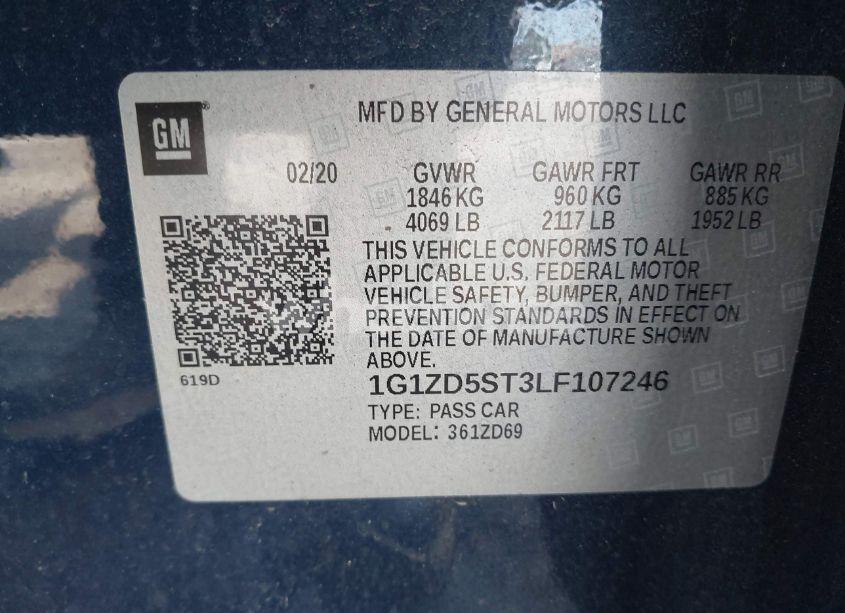 GM
MFD BY GENERAL MOTORS LLC
02/20 GVWR GAWR FRT GAWR RR
1846 KG 960 KG 885 KG
4069 LB 2117 LB 1952 LB
THIS VEHICLE CONFORMS TO ALL
APPLICABLE U.S. FEDERAL MOTOR
VEHICLE SAFETY, BUMPER, AND THEFT
PREVENTION STANDARDS IN EFFECT ON
THE DATE OF MANUFACTURE SHOWN
ABOVE.
619D
1G1ZD5ST3LF107246
TYPE: PASS CAR
MODEL: 361ZD69